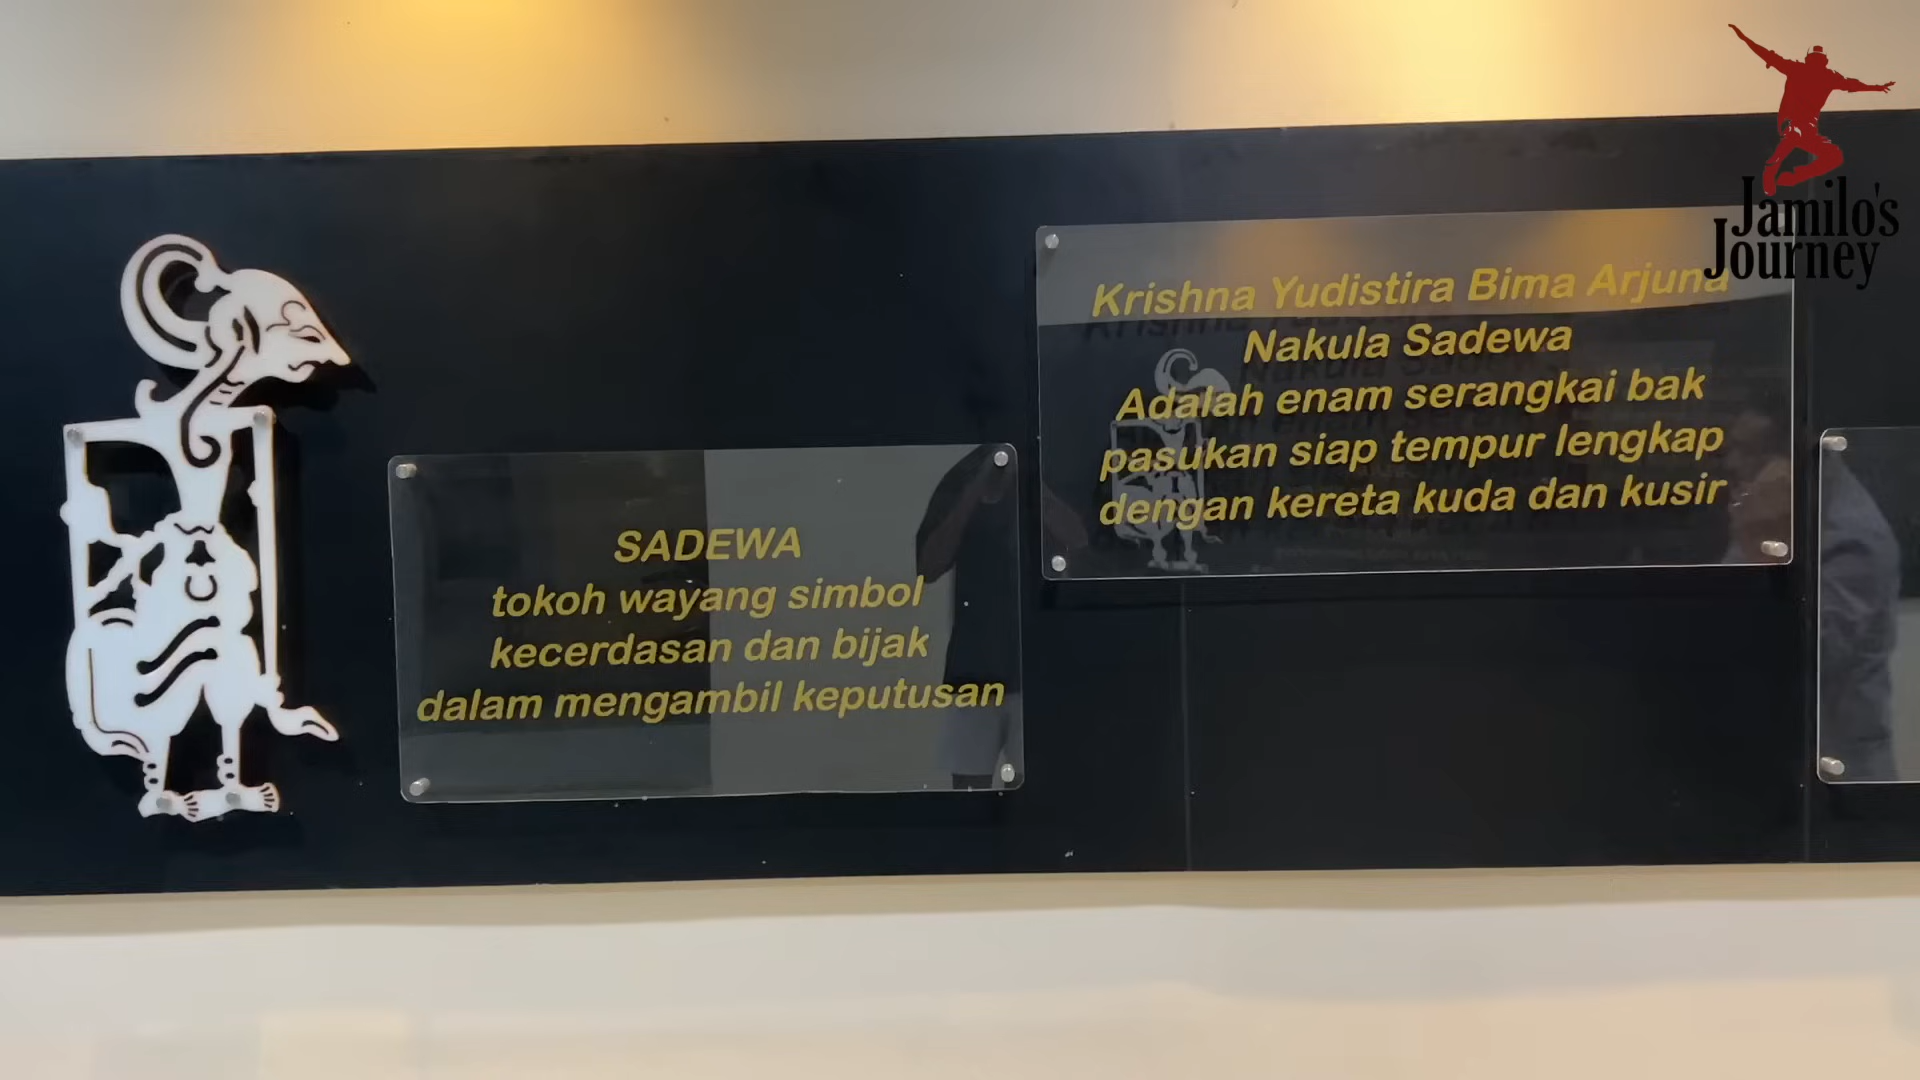 SADEWA
tokoh wayang simbol
kecerdasan dan bijak
dalam mengambil keputusan
Krishna Yudistira Bima Arjuna
Nakula Sadewa
Adalah enam serangkai bak
pasukan siap tempur lengkap
dengan kereta kuda dan kusir
Jamilo's
Journey